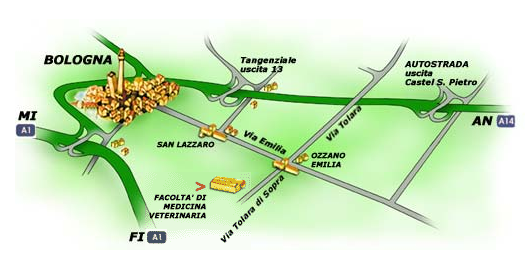 BOLOGNA
Tangenziale
uscita 13
AUTOSTRADA
uscita
Castel S. Pietro
MI
A1
AN A14
Via Tolara
Via Emilia
SAN LAZZARO
OZZANO
EMILIA
FACOLTA' DI
MEDICINA
VETERINARIA
>
Via Tolara di Sopra
FI A1